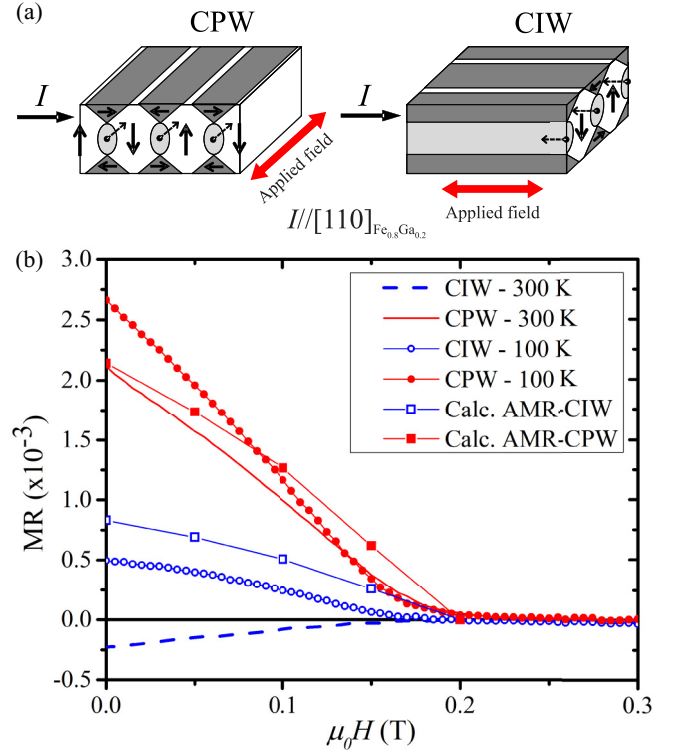 (a)
CPW
CIW
I
I
Applied field
Applied field
I//[110]Fe0.8Ga0.2
(b)
3.0
2.5
2.0
1.5
1.0
0.5
0.0
-0.5
MR (x10-3)
CIW - 300 K
CPW - 300 K
CIW - 100 K
CPW - 100 K
Calc. AMR-CIW
Calc. AMR-CPW
0.0
0.1
0.2
0.3
μ0H (T)